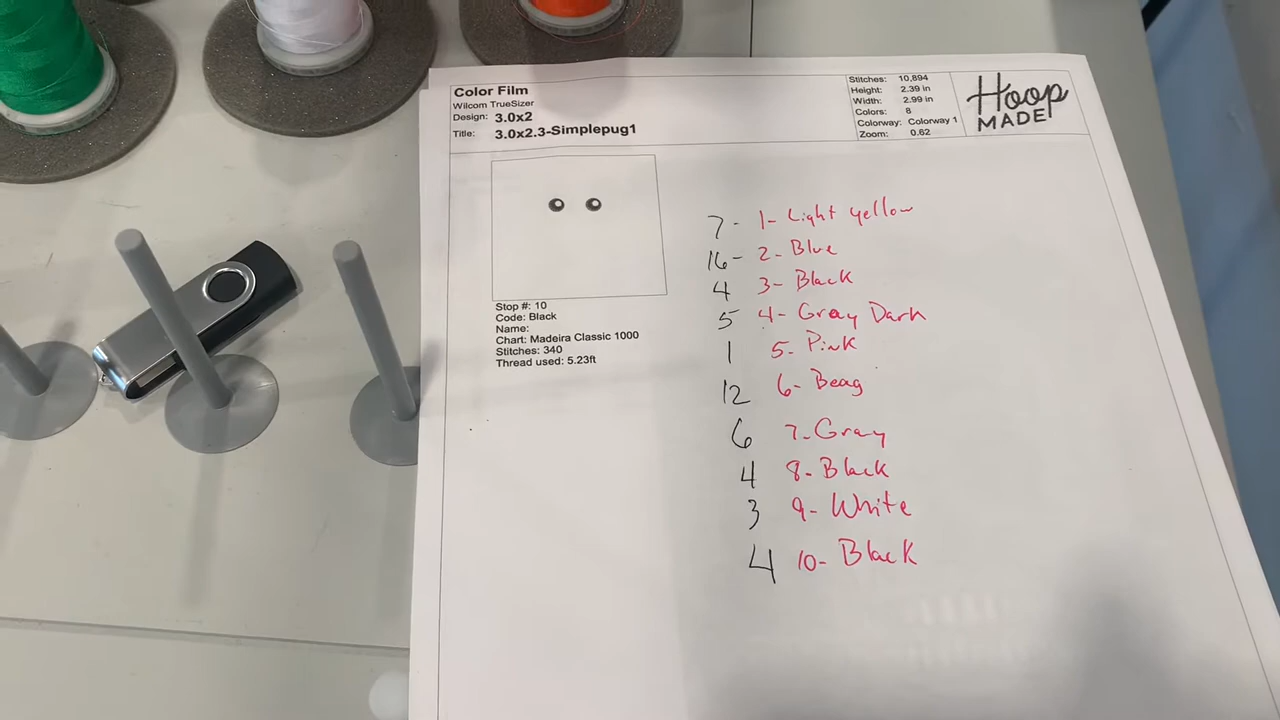 Color Film
Wilcom TrueSizer
Design: 3.0x2
Title: 3.0x2.3-Simplepug1
Stitches: 10,894
Height: 2.39 in
Width: 2.99 in
Colors: 8
Colorway: Colorway 1
Zoom: 0.62
Hoop
MADE
Stop #: 10
Code: Black
Name:
Chart: Madeira Classic 1000
Stitches: 340
Thread used: 5.23ft
7- 1- Light yellow
16- 2- Blue
4 3- Black
5 4- Gray Dark
1 5- Pink
12 6- Beag
6 7- Gray
4 8- Black
3 9- White
4 10- Black